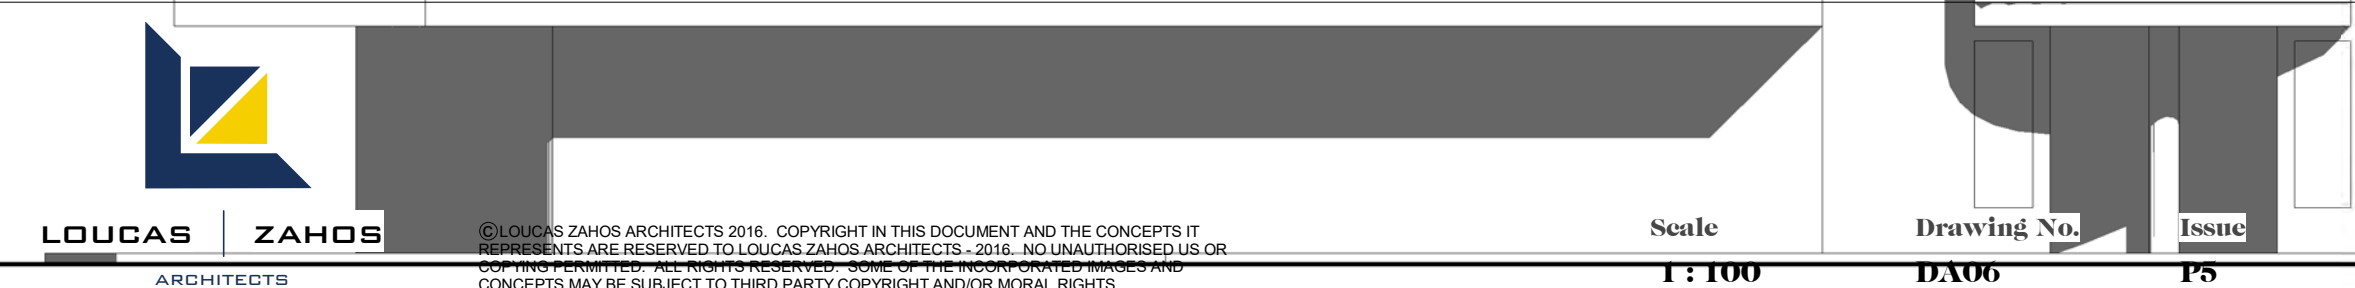 LOUCAS ZAHOS
ARCHITECTS
©LOUCAS ZAHOS ARCHITECTS 2016. COPYRIGHT IN THIS DOCUMENT AND THE CONCEPTS IT
REPRESENTS ARE RESERVED TO LOUCAS ZAHOS ARCHITECTS - 2016. NO UNAUTHORISED US OR
COPYING PERMITTED. ALL RIGHTS RESERVED. SOME OF THE INCORPORATED IMAGES AND
CONCEPTS MAY BE SUBJECT TO THIRD PARTY COPYRIGHT AND/OR MORAL RIGHTS
Scale
1 : 100
Drawing No.
DA06
Issue
P5